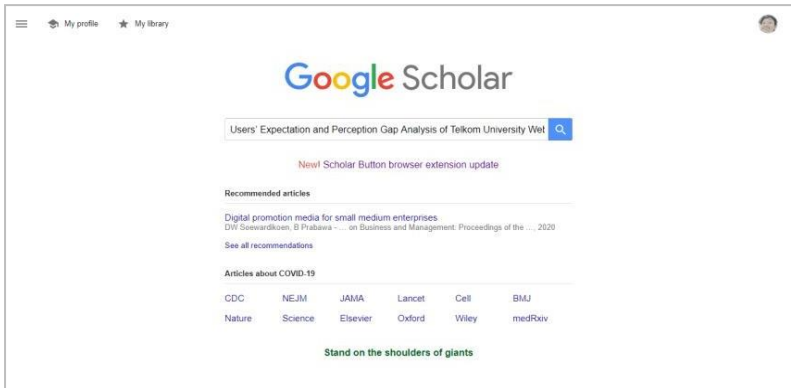 My profile My library
Google Scholar
Users' Expectation and Perception Gap Analysis of Telkom University Wet
New! Scholar Button browser extension update
Recommended articles
Digital promotion media for small medium enterprises
DW Soewardikoen, B Prabawa - … on Business and Management: Proceedings of the …, 2020
See all recommendations
Articles about COVID-19
CDC NEJM JAMA Lancet Cell BMJ
Nature Science Elsevier Oxford Wiley medRxiv
Stand on the shoulders of giants